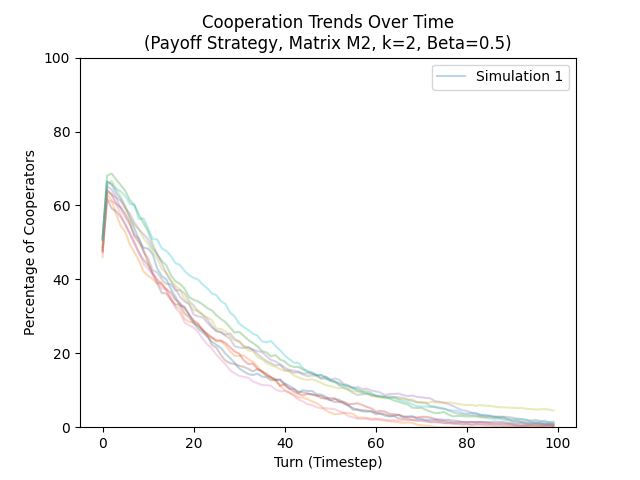 Cooperation Trends Over Time
(Payoff Strategy, Matrix M2, k=2, Beta=0.5)
Simulation 1
Percentage of Cooperators
100
80
60
40
20
0
0 20 40 60 80 100
Turn (Timestep)